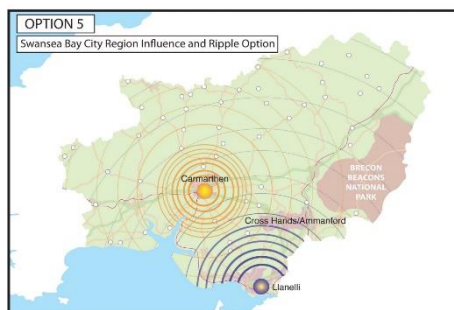 OPTION 5
Swansea Bay City Region Influence and Ripple Option
BRECON
BEACONS
NATIONAL
PARK
Carmarthen
Cross Hands/Ammanford
Llanelli